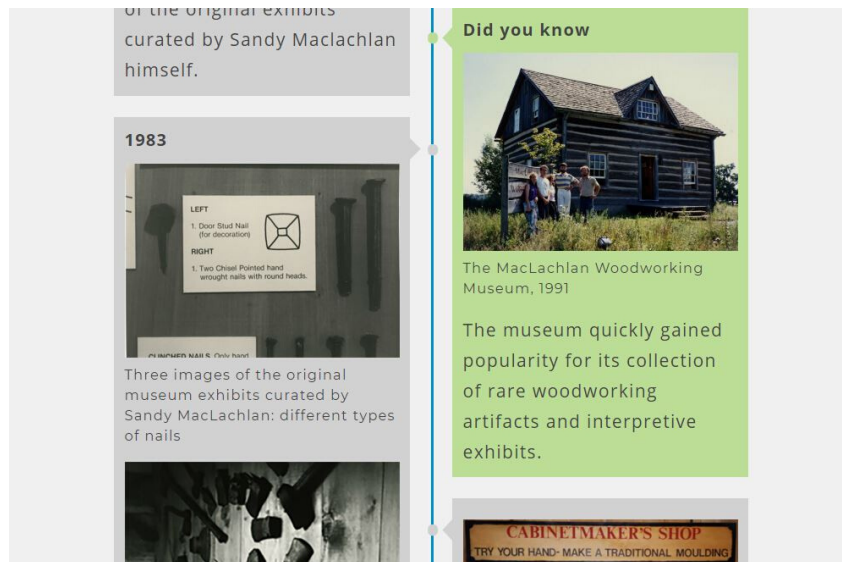 of the original exhibits
curated by Sandy Maclachlan
himself.
1983
LEFT
1. Door Stud Nail
(for decoration)
RIGHT
1. Two Chisel Pointed hand
wrought nails with round heads.
CLINCHED NAILS. Only hand
Three images of the original
museum exhibits curated by
Sandy MacLachlan: different types
of nails
Did you know
The MacLachlan Woodworking
Museum, 1991
The museum quickly gained
popularity for its collection
of rare woodworking
artifacts and interpretive
exhibits.
CABINETMAKER'S SHOP
TRY YOUR HAND- MAKE A TRADITIONAL MOULDING